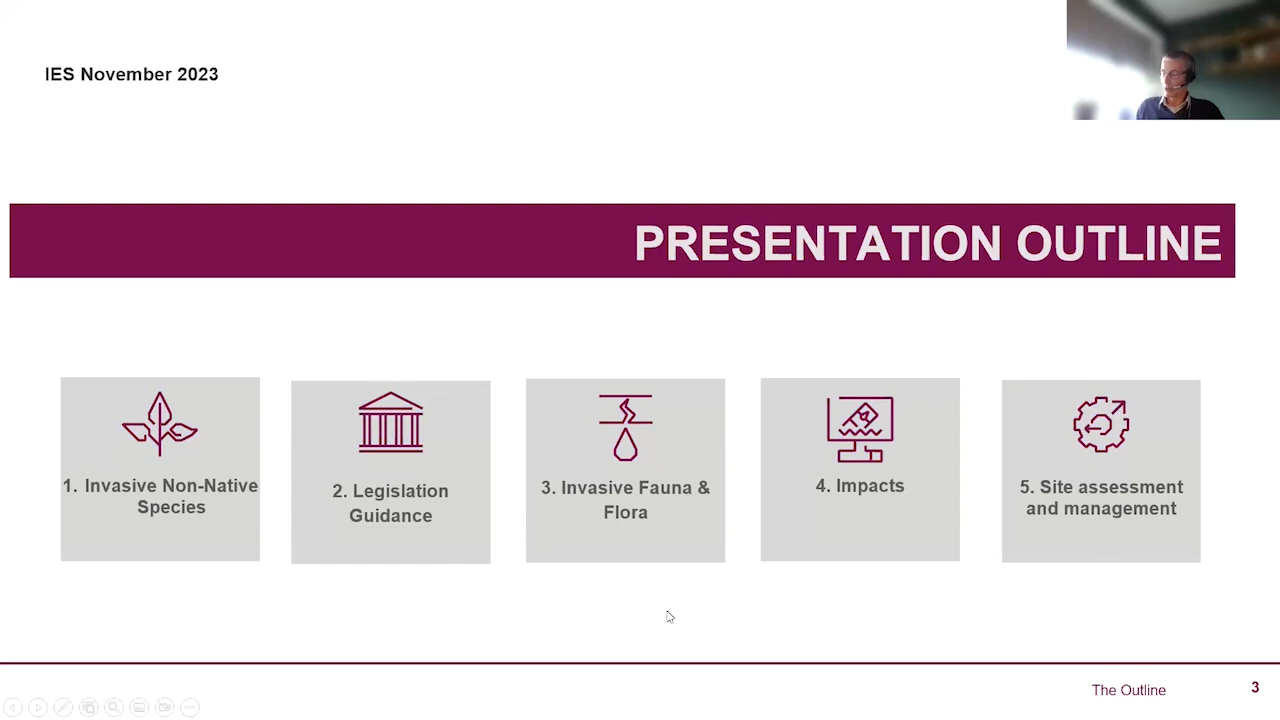 IES November 2023
PRESENTATION OUTLINE
1. Invasive Non-Native
Species
2. Legislation
Guidance
3. Invasive Fauna &
Flora
4. Impacts
5. Site assessment
and management
The Outline
3